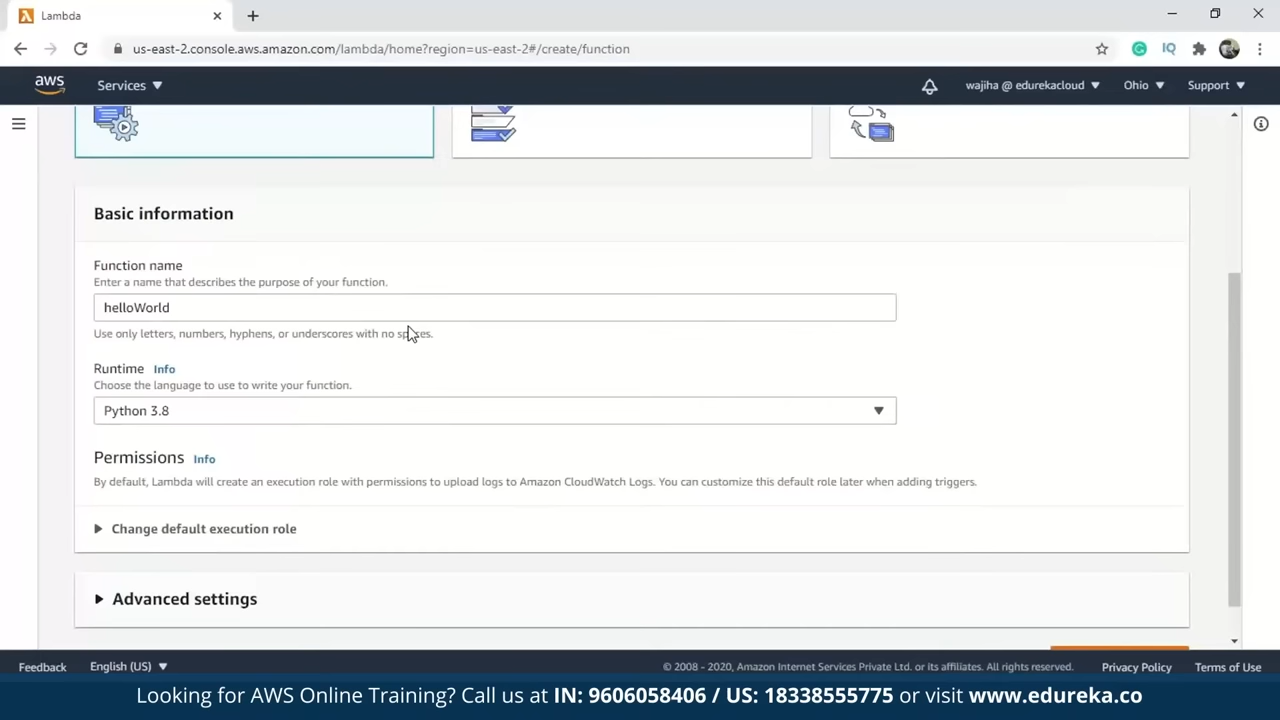 Lambda
us-east-2.console.aws.amazon.com/lambda/home?region=us-east-2#/create/function
IQ
aws
Services
wajiha @ edurekacloud
Ohio
Support
Basic information
Function name
Enter a name that describes the purpose of your function.
helloWorld
Use only letters, numbers, hyphens, or underscores with no spaces.
Runtime Info
Choose the language to use to write your function.
Python 3.8
Permissions Info
By default, Lambda will create an execution role with permissions to upload logs to Amazon CloudWatch Logs. You can customize this default role later when adding triggers.
Change default execution role
Advanced settings
Feedback
English (US)
© 2008 - 2020, Amazon Internet Services Private Ltd. or its affiliates. All rights reserved.
Privacy Policy
Terms of Use
Looking for AWS Online Training? Call us at IN: 9606058406 / US: 18338555775 or visit www.edureka.co